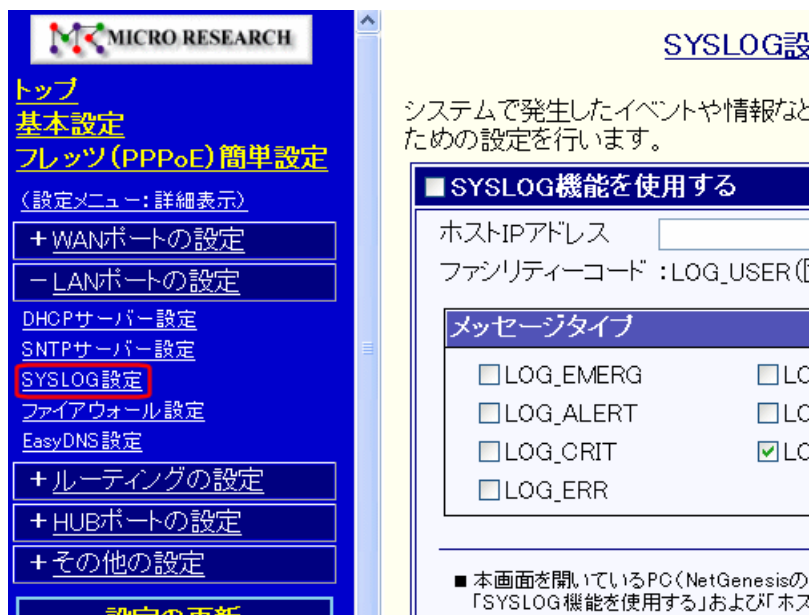 MICRO RESEARCH
トップ
基本設定
フレッツ(PPPoE)簡単設定
(設定メニュー:詳細表示)
+WANポートの設定
-LANポートの設定
DHCPサーバー設定
SNTPサーバー設定
SYSLOG設定
ファイアウォール設定
EasyDNS設定
+ルーティングの設定
+HUBポートの設定
+その他の設定
設定の更新
SYSLOG設
システムで発生したイベントや情報など
ための設定を行います。
SYSLOG機能を使用する
ホストIPアドレス
ファシリティーコード :LOG_USER(
メッセージタイプ
LOG_EMERG LO
LOG_ALERT LO
LOG_CRIT LO
LOG_ERR
■本画面を開いているPC(NetGenesisの
「SYSLOG機能を使用する」および「ホス